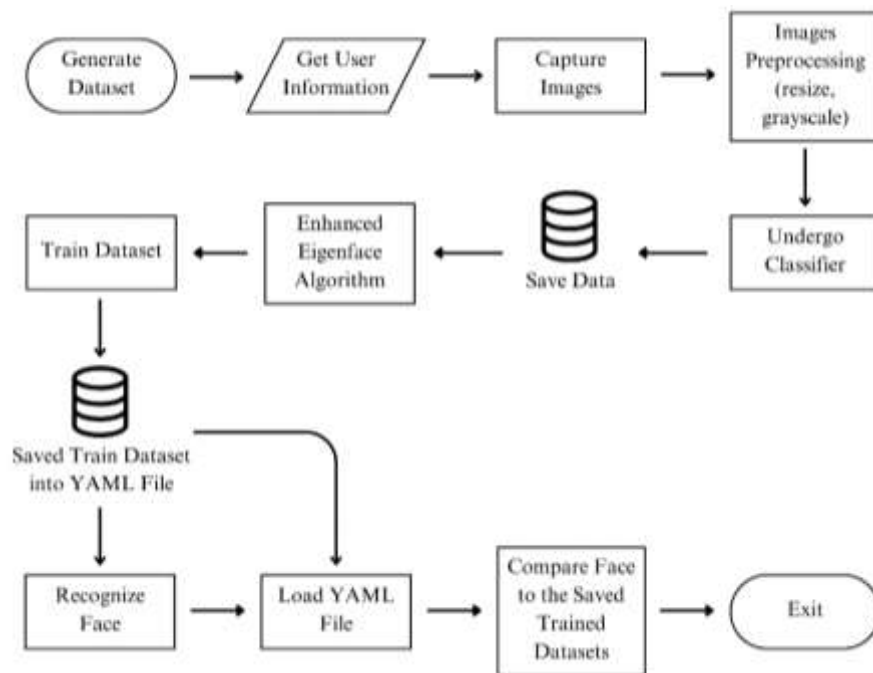 Generate
Dataset
Get User
Information
Capture
Images
Images
Preprocessing
(resize,
grayscale)
Undergo
Classifier
Save Data
Enhanced
Eigenface
Algorithm
Train Dataset
Saved Train Dataset
into YAML File
Recognize
Face
Load YAML
File
Compare Face
to the Saved
Trained
Datasets
Exit